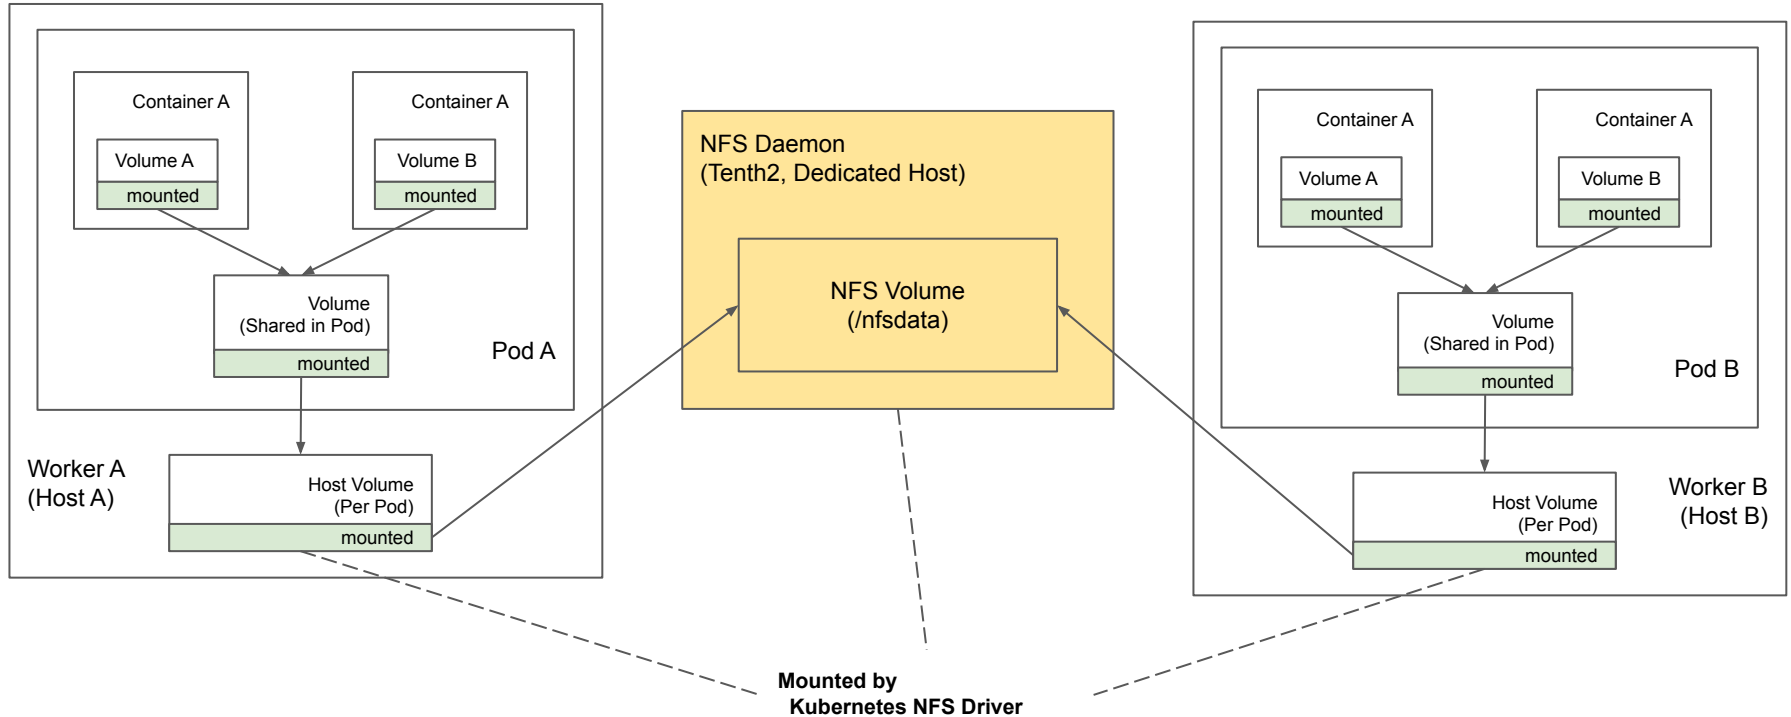 Container A
Volume A
mounted
Container A
Volume B
mounted
Volume
(Shared in Pod)
mounted
Pod A
Worker A
(Host A)
Host Volume
(Per Pod)
mounted
NFS Daemon
(Tenth2, Dedicated Host)
NFS Volume
(/nfsdata)
Container A
Volume A
mounted
Container A
Volume B
mounted
Volume
(Shared in Pod)
mounted
Pod B
Worker B
(Host B)
Host Volume
(Per Pod)
mounted
Mounted by
Kubernetes NFS Driver